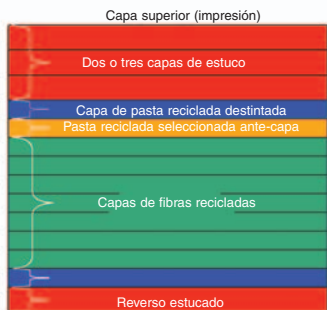 Capa superior (impresión)
Dos o tres capas de estuco
Capa de pasta reciclada destintada
Pasta reciclada seleccionada ante-capa
Capas de fibras recicladas
Reverso estucado